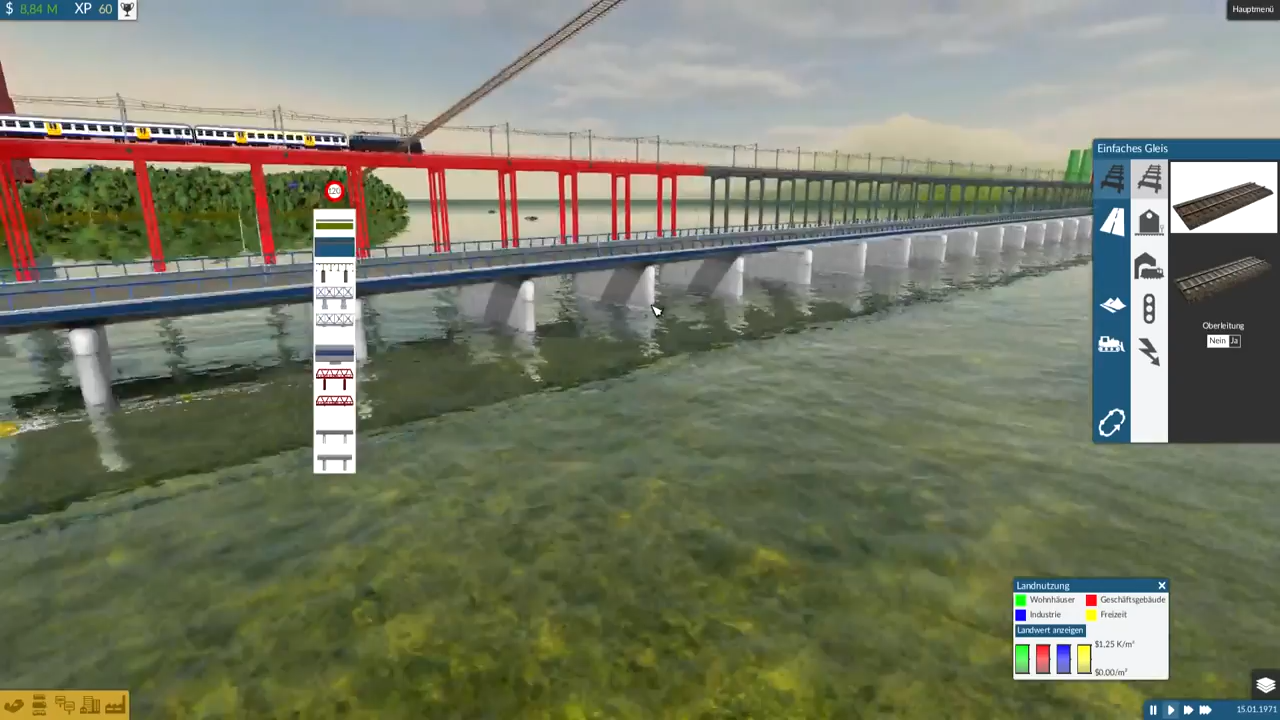 $ 8,84 M XP 60
Hauptmenü
Einfaches Gleis
120
Oberleitung
Nein Ja
Landnutzung
Wohnhäuser Geschäftsgebäude
Industrie Freizeit
Landwert anzeigen
$1,25 K/m²
$0,00/m²
15.01.1971